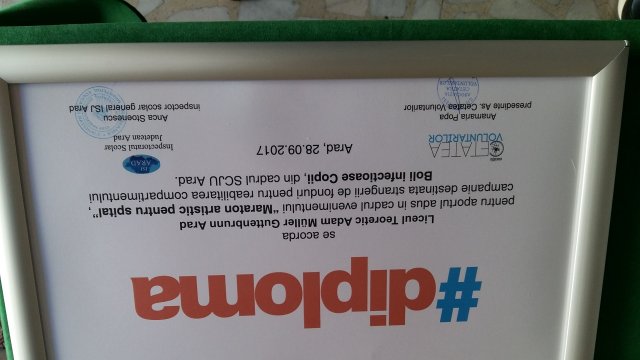 #diploma
se acorda
Liceul Teoretic Adam Müller Guttenbrunn Arad
pentru aportul adus in cadrul evenimentului "Maraton artistic pentru spital",
campanie destinata strangerii de fonduri pentru reabilitarea compartimentului
Boli infectioase Copii, din cadrul SCJU Arad.
Arad, 28.09.2017
CETATEA
VOLUNTARILOR
Anamaria Popa
presedinte As. Cetatea Voluntarilor
ISJ
ARAD
Inspectoratul Scolar
Judetean Arad
Anca Stoenescu
inspector scolar general ISJ Arad